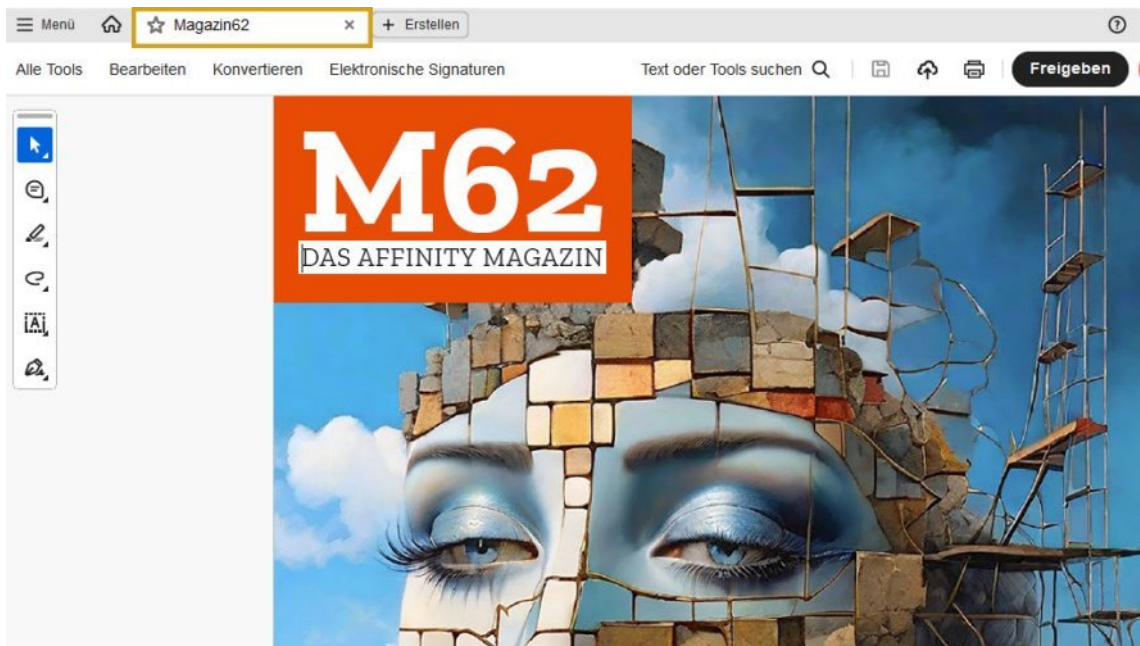 Menü Magazin62 × + Erstellen
Alle Tools Bearbeiten Konvertieren Elektronische Signaturen Text oder Tools suchen Freigeben
M62
DAS AFFINITY MAGAZIN